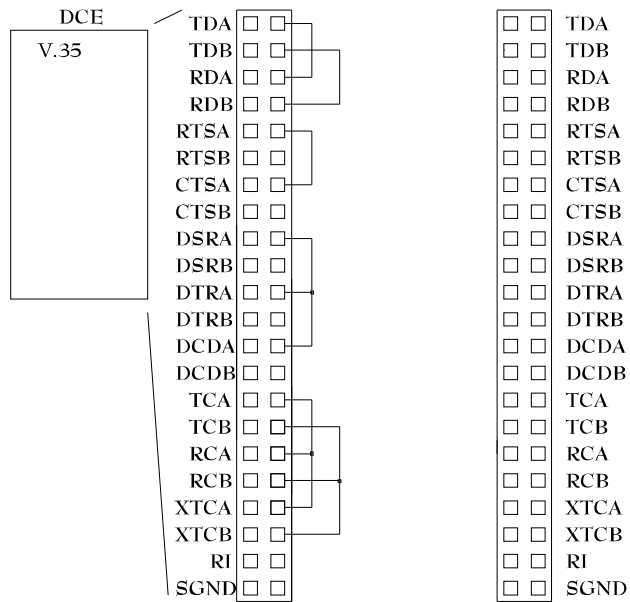 DCE
V.35
TDA TDA
TDB TDB
RDA RDA
RDB RDB
RTSA RTSA
RTSB RTSB
CTSA CTSA
CTSB CTSB
DSRA DSRA
DSRB DSRB
DTRA DTRA
DTRB DTRB
DCDA DCDA
DCDB DCDB
TCA TCA
TCB TCB
RCA RCA
RCB RCB
XTCA XTCA
XTCB XTCB
RI RI
SGND SGND